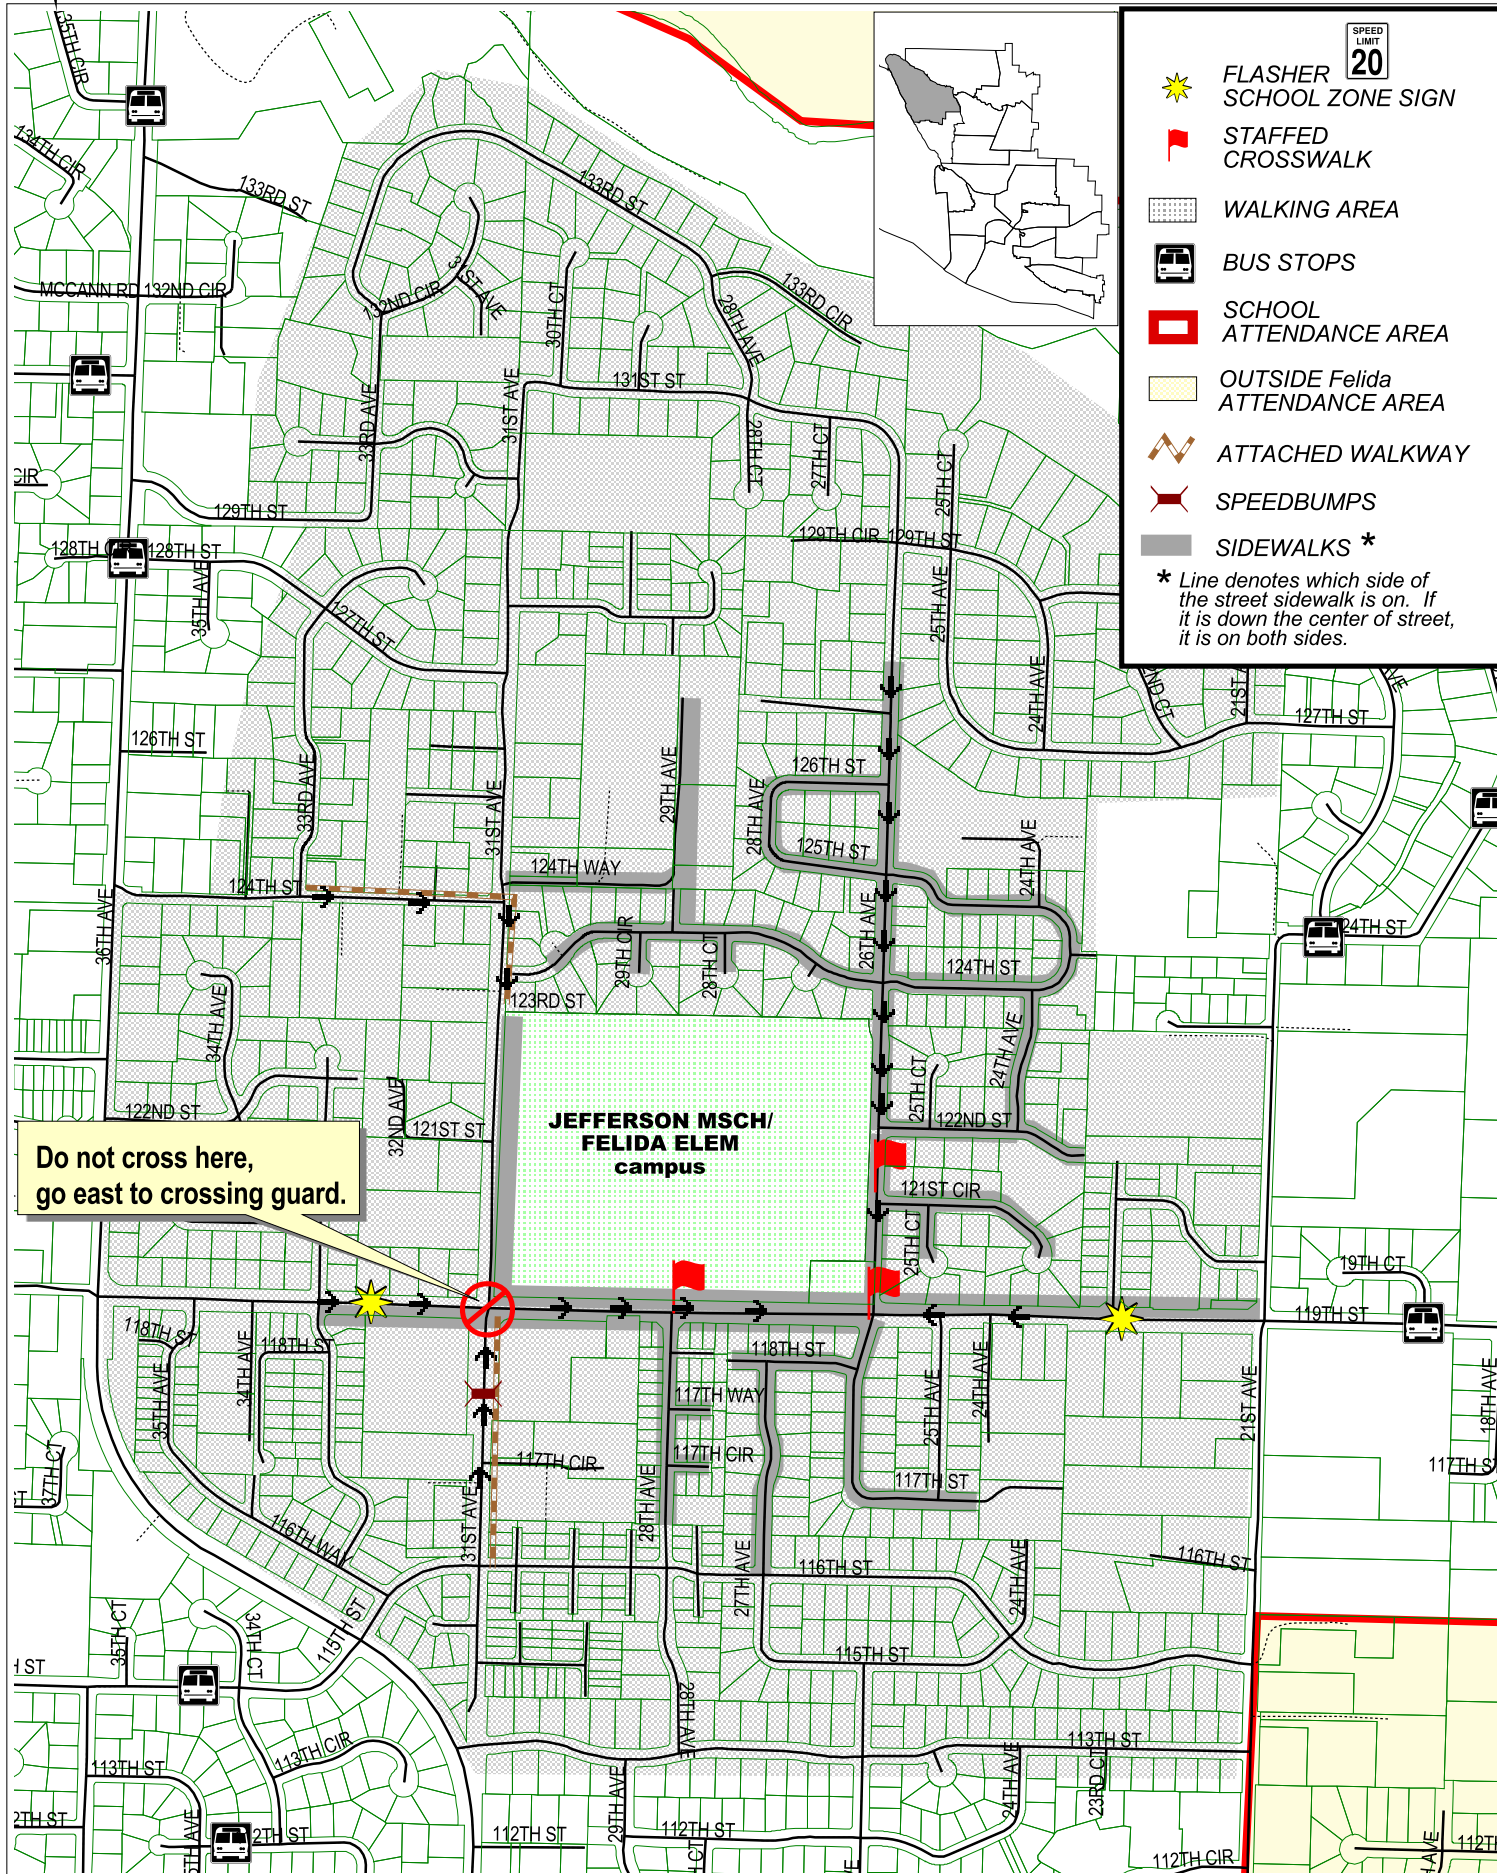 SPEED
LIMIT
20
FLASHER
SCHOOL ZONE SIGN
STAFFED
CROSSWALK
WALKING AREA
BUS STOPS
SCHOOL
ATTENDANCE AREA
OUTSIDE Felida
ATTENDANCE AREA
ATTACHED WALKWAY
SPEEDBUMPS
SIDEWALKS *
* Line denotes which side of
the street sidewalk is on. If
it is down the center of street,
it is on both sides.
35TH CIR
134TH CIR
133RD ST
133RD ST
MCCANN RD
132ND CIR
132ND CIR
31ST AVE
30TH CT
28TH AVE
133RD CIR
131ST ST
31ST AVE
33RD AVE
28TH CT
27TH CT
25TH CT
CIR
129TH ST
129TH CIR
129TH ST
128TH ST
35TH AVE
127TH ST
25TH AVE
24TH AVE
21ST A
127TH ST
126TH ST
33RD AVE
31ST AVE
29TH AVE
28TH AVE
126TH ST
125TH ST
24TH AVE
124TH WAY
124TH ST
36TH AVE
29TH CIR
28TH CT
26TH AVE
124TH ST
24TH ST
123RD ST
34TH AVE
24TH AVE
25TH CT
122ND ST
122ND ST
32ND AVE
121ST ST
JEFFERSON MSCH/
FELIDA ELEM
campus
Do not cross here,
go east to crossing guard.
121ST CIR
25TH CT
19TH CT
119TH ST
118TH ST
118TH ST
34TH AVE
35TH AVE
118TH ST
117TH WAY
25TH AVE
24TH AVE
21ST AVE
18TH AVE
37TH CT
117TH CIR
117TH CIR
117TH ST
117TH S
ST
31ST AVE
28TH AVE
116TH WAY
116TH ST
116TH ST
27TH AVE
24TH AVE
35TH CT
34TH CT
115TH ST
115TH ST
H ST
28TH AVE
113TH CIR
113TH ST
113TH ST
29TH AVE
24TH AVE
23RD CT
2TH ST
2TH ST
112TH ST
112TH ST
112TH CIR
112T